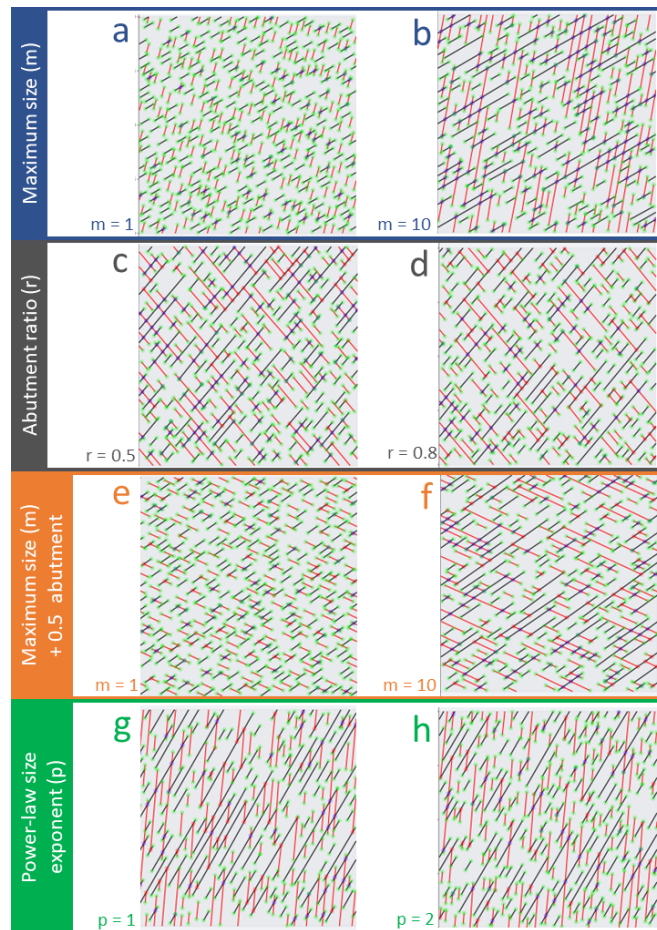 Maximum size (m)
a
m = 1
b
m = 10
Abutment ratio (r)
c
r = 0.5
d
r = 0.8
Maximum size (m)
+ 0.5 abutment
e
m = 1
f
m = 10
Power-law size
exponent (p)
g
p = 1
h
p = 2